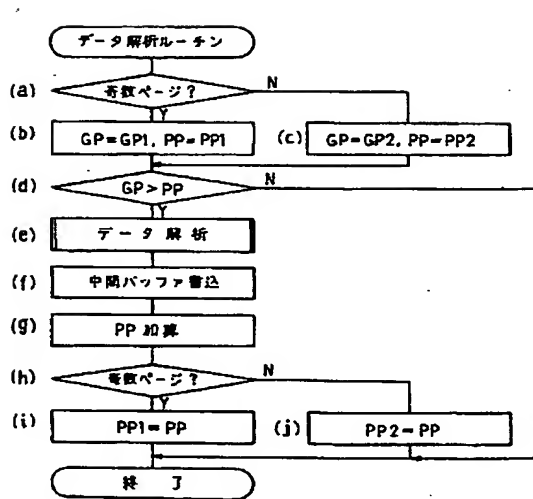 データ解析ルーチン
(a) 奇数ページ? N
Y
(b) GP=GP1, PP=PP1 (c) GP=GP2, PP=PP2
(d) GP>PP N
Y
(e) データ解析
(f) 中間バッファ書込
(g) PP加算
(h) 奇数ページ? N
Y
(i) PP1=PP (j) PP2=PP
終了